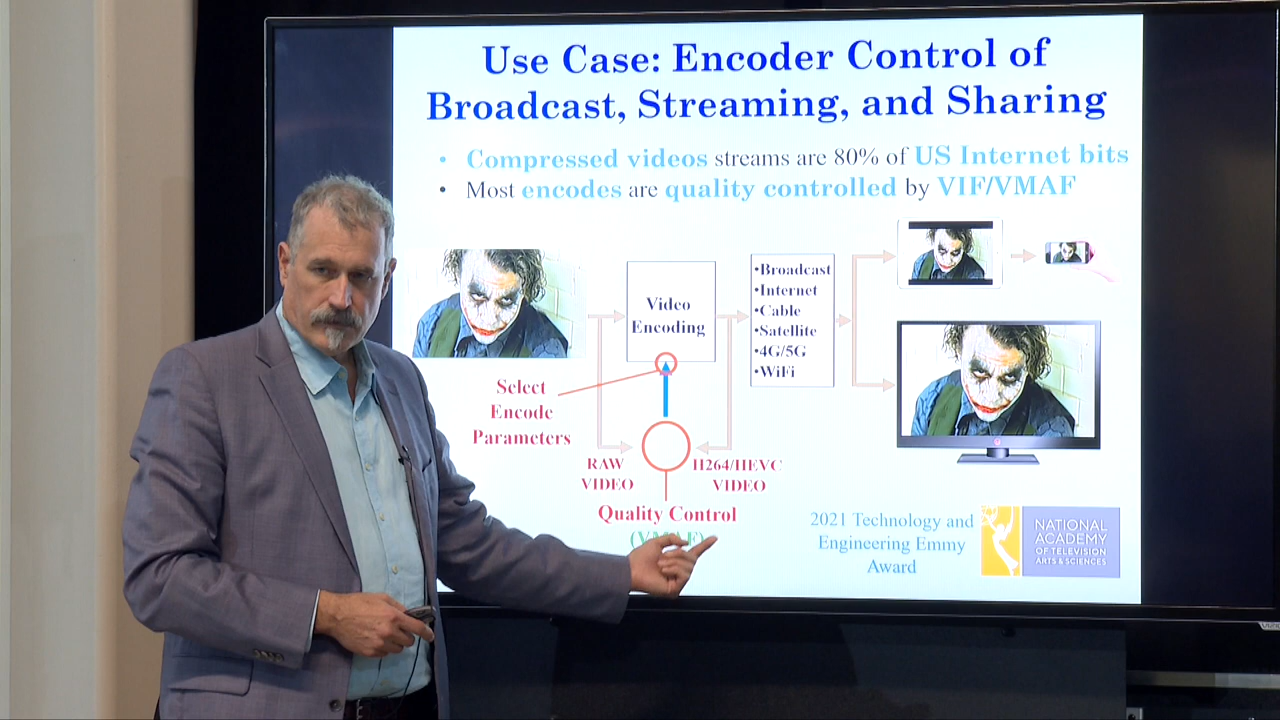 Use Case: Encoder Control of
Broadcast, Streaming, and Sharing
• Compressed videos streams are 80% of US Internet bits
• Most encodes are quality controlled by VIF/VMAF
Video
Encoding
•Broadcast
•Internet
•Cable
•Satellite
•4G/5G
•WiFi
Select
Encode
Parameters
RAW
VIDEO
H264/HEVC
VIDEO
Quality Control
(VMAF)
2021 Technology and
Engineering Emmy
Award
NATIONAL
ACADEMY
OF TELEVISION
ARTS & SCIENCES